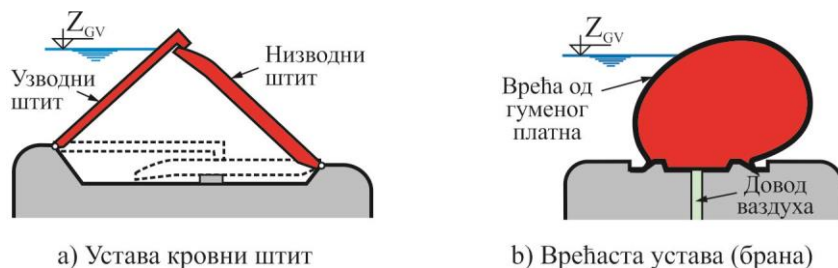 Z_GV
Узводни
штит
Низводни
штит
а) Устава кровни штит
Z_GV
Врећа од
гуменог
платна
Довод
ваздуха
b) Врећаста устава (брана)